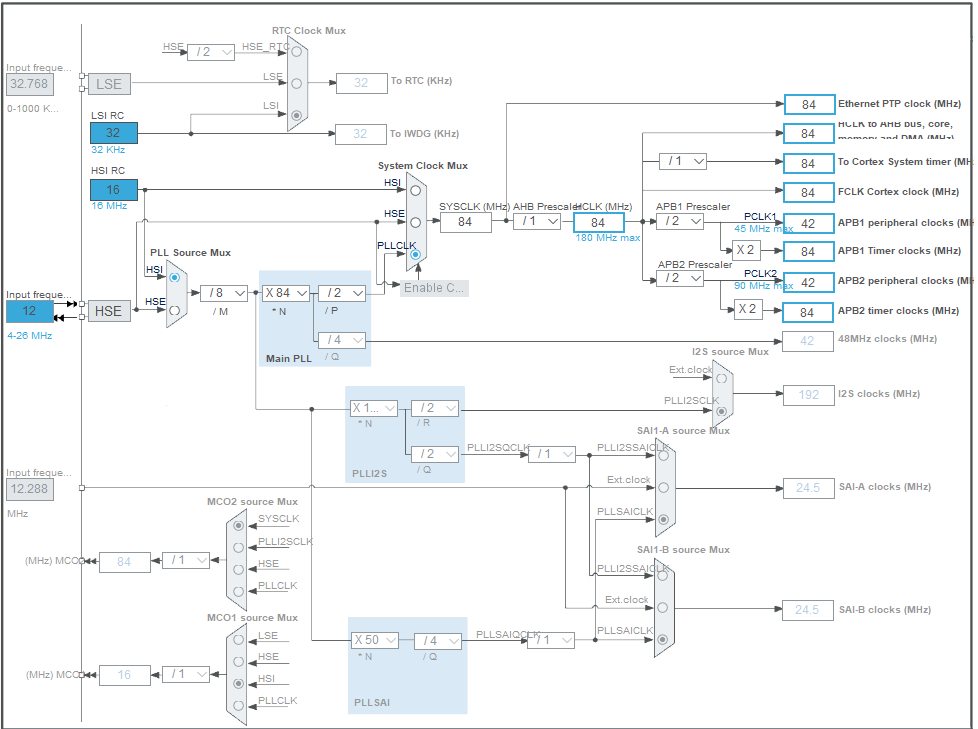 RTC Clock Mux
HSE
/ 2
HSE_RTC
Input freque...
32.768
0-1000 K...
LSE
LSE
32
To RTC (KHz)
LSI
LSI RC
32
32 KHz
32
To IWDG (KHz)
HSI RC
16
16 MHz
System Clock Mux
HSI
HSE
PLLCLK
Enable C...
SYSCLK (MHz)
84
AHB Prescaler
/ 1
HCLK (MHz)
84
180 MHz max
84
Ethernet PTP clock (MHz)
84
HCLK to AHB bus, core,
memory and DMA (MHz)
/ 1
84
To Cortex System timer (MH
84
FCLK Cortex clock (MHz)
APB1 Prescaler
/ 2
PCLK1
45 MHz max
42
APB1 peripheral clocks (MH
X 2
84
APB1 Timer clocks (MHz)
APB2 Prescaler
/ 2
PCLK2
90 MHz max
42
APB2 peripheral clocks (MH
X 2
84
APB2 timer clocks (MHz)
PLL Source Mux
HSI
HSE
Input freque...
12
4-26 MHz
HSE
/ 8
/ M
X 84
* N
/ 2
/ P
/ 4
/ Q
Main PLL
42
48MHz clocks (MHz)
I2S source Mux
Ext.clock
PLLI2SCLK
192
I2S clocks (MHz)
X 1...
* N
/ 2
/ R
/ 2
/ Q
PLLI2S
PLLI2SQCLK
/ 1
SAI1-A source Mux
PLLI2SSAICLK
Ext.clock
PLLSAICLK
24.5
SAI-A clocks (MHz)
Input freque...
12.288
MHz
MCO2 source Mux
SYSCLK
PLLI2SCLK
HSE
PLLCLK
(MHz) MCO2
84
/ 1
SAI1-B source Mux
PLLI2SSAICLK
Ext.clock
PLLSAICLK
24.5
SAI-B clocks (MHz)
MCO1 source Mux
LSE
HSE
HSI
PLLCLK
(MHz) MCO
16
/ 1
X 50
* N
/ 4
/ Q
PLLSAI
PLLSAIQCLK
/ 1